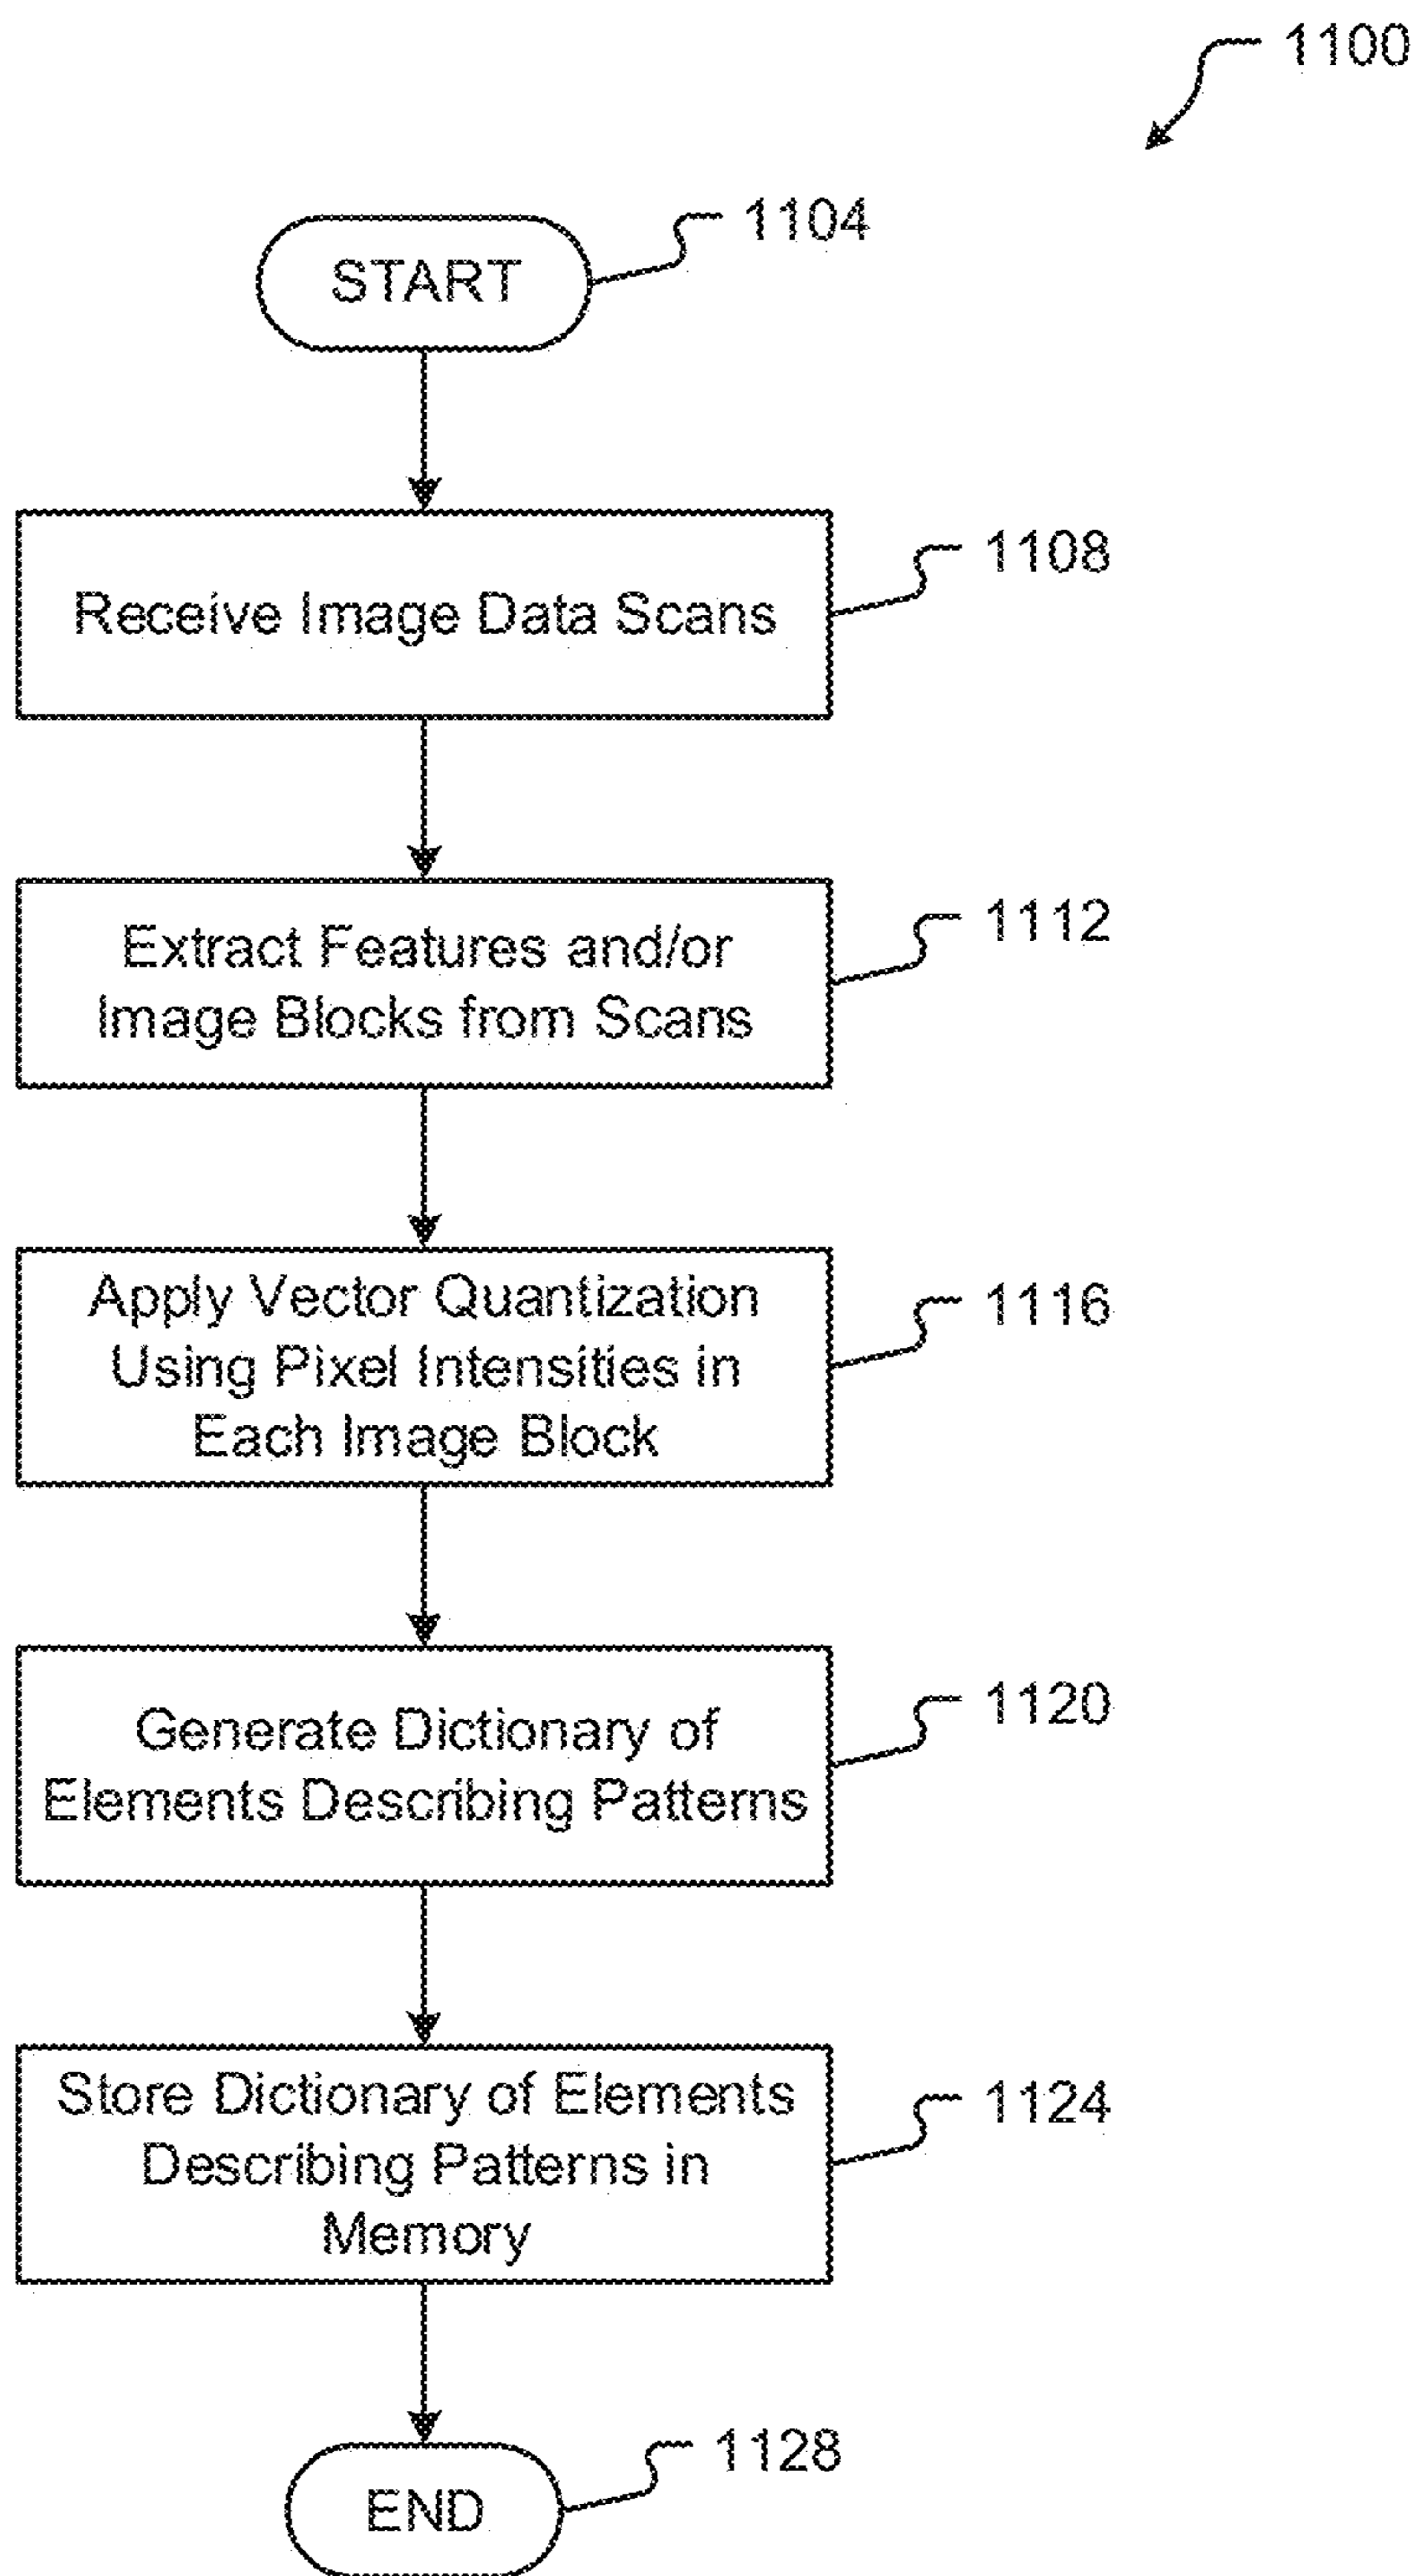 1100
1104
START
1108
Receive Image Data Scans
1112
Extract Features and/or
Image Blocks from Scans
1116
Apply Vector Quantization
Using Pixel Intensities in
Each Image Block
1120
Generate Dictionary of
Elements Describing Patterns
1124
Store Dictionary of Elements
Describing Patterns in
Memory
1128
END